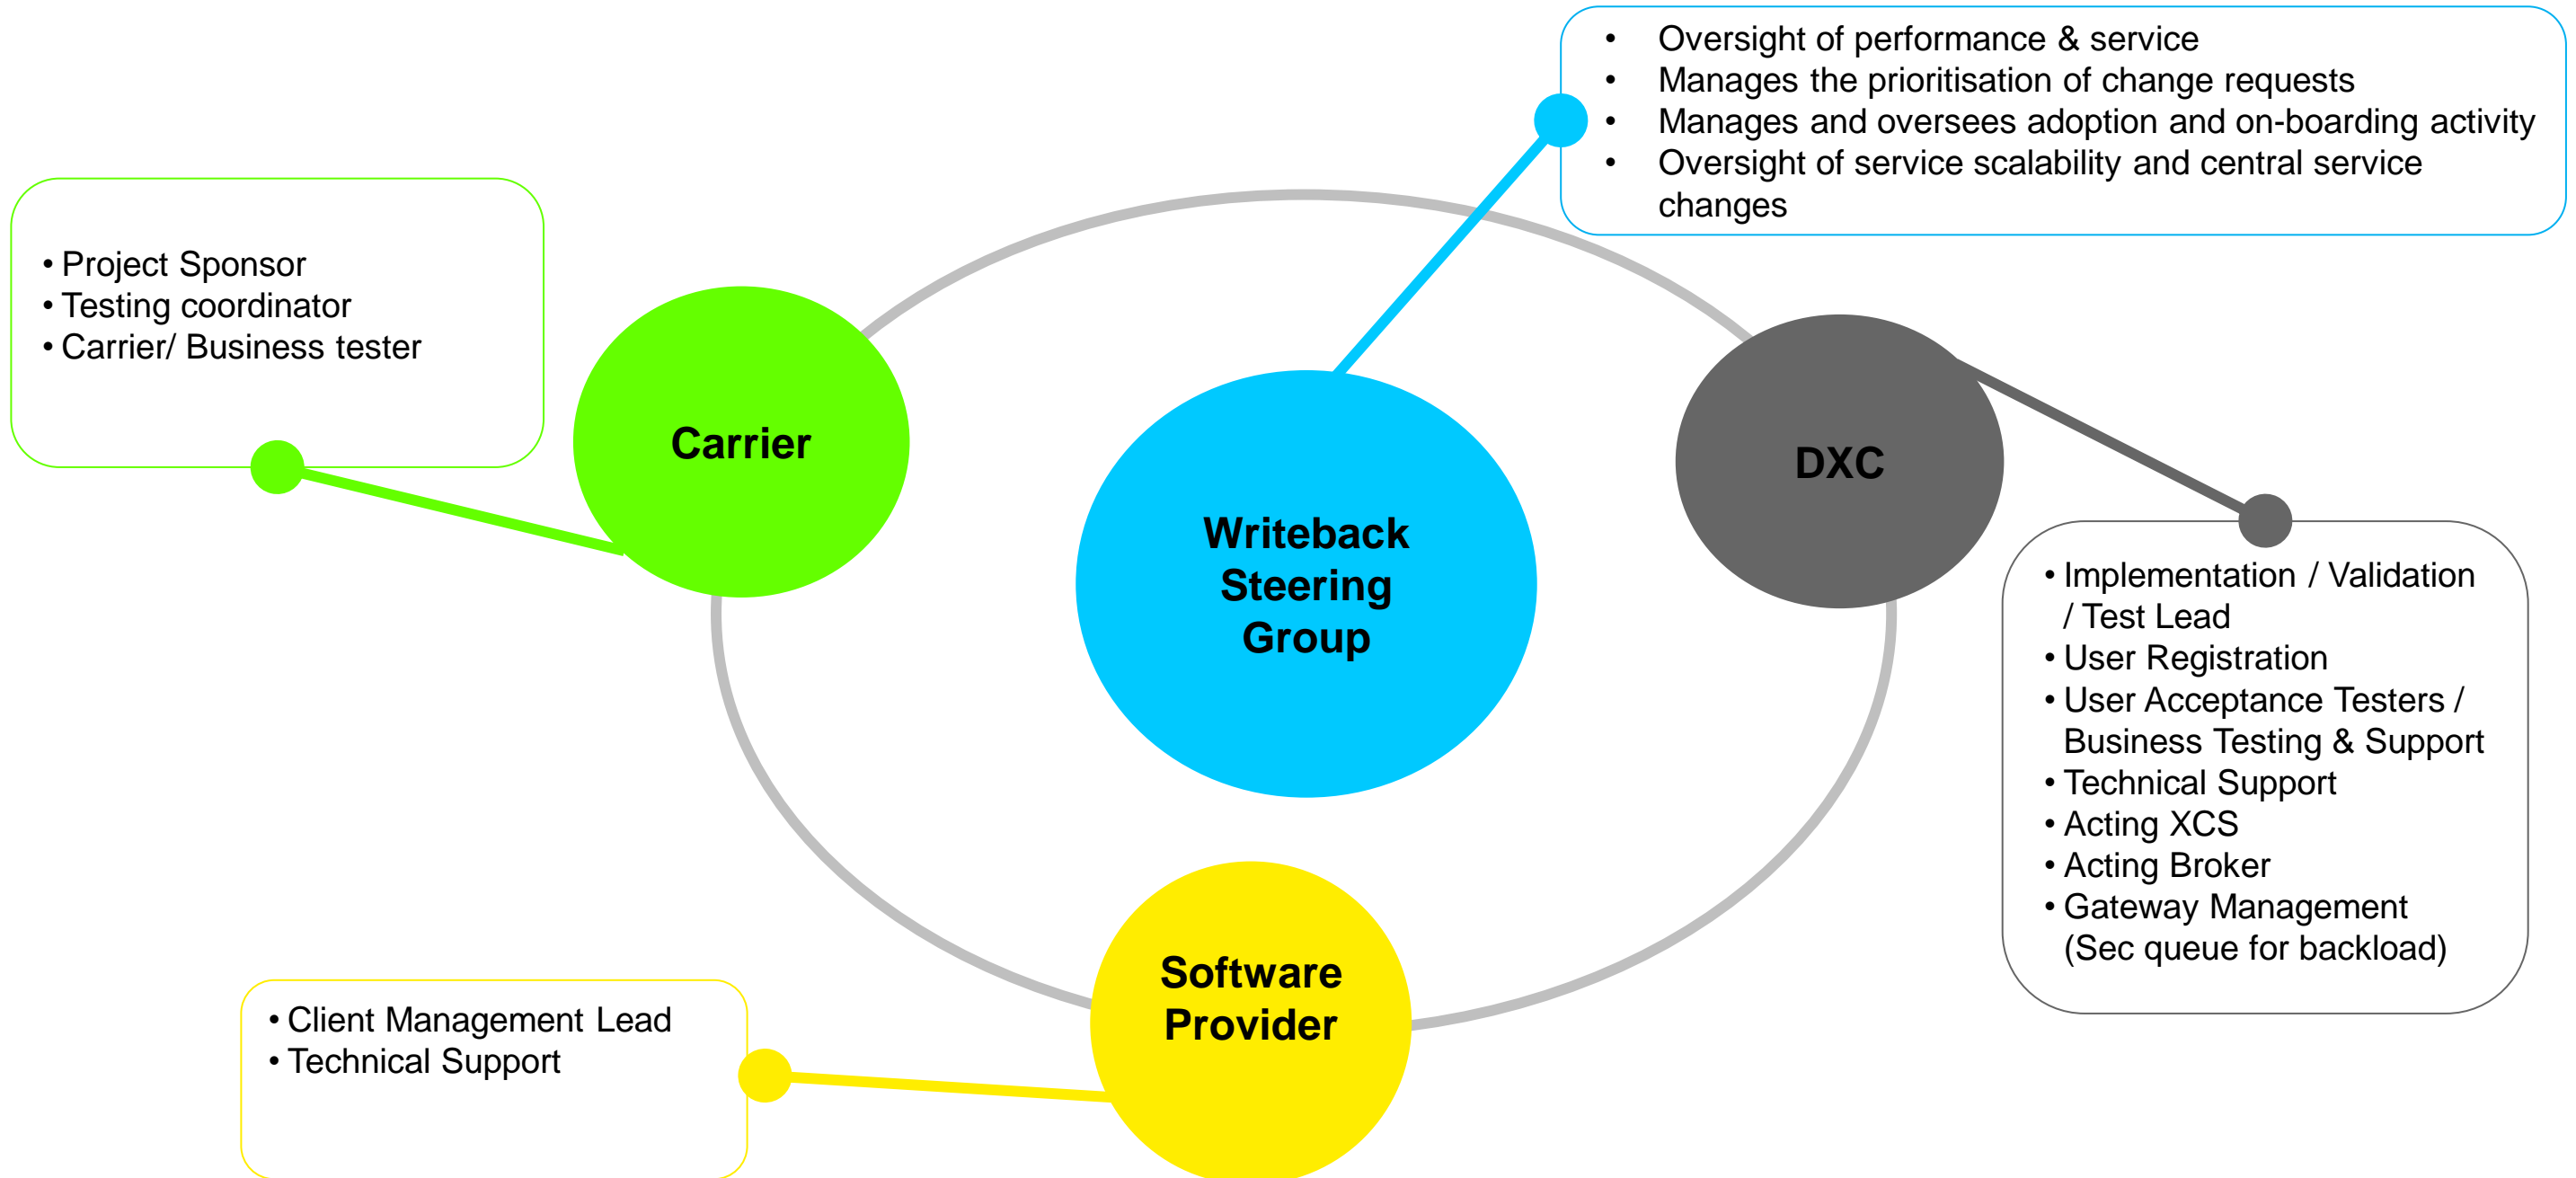 • Oversight of performance & service
• Manages the prioritisation of change requests
• Manages and oversees adoption and on-boarding activity
• Oversight of service scalability and central service
changes
• Project Sponsor
• Testing coordinator
• Carrier/ Business tester
Carrier
DXC
Writeback
Steering
Group
• Implementation / Validation
/ Test Lead
• User Registration
• User Acceptance Testers /
Business Testing & Support
• Technical Support
• Acting XCS
• Acting Broker
• Gateway Management
(Sec queue for backload)
Software
Provider
• Client Management Lead
• Technical Support